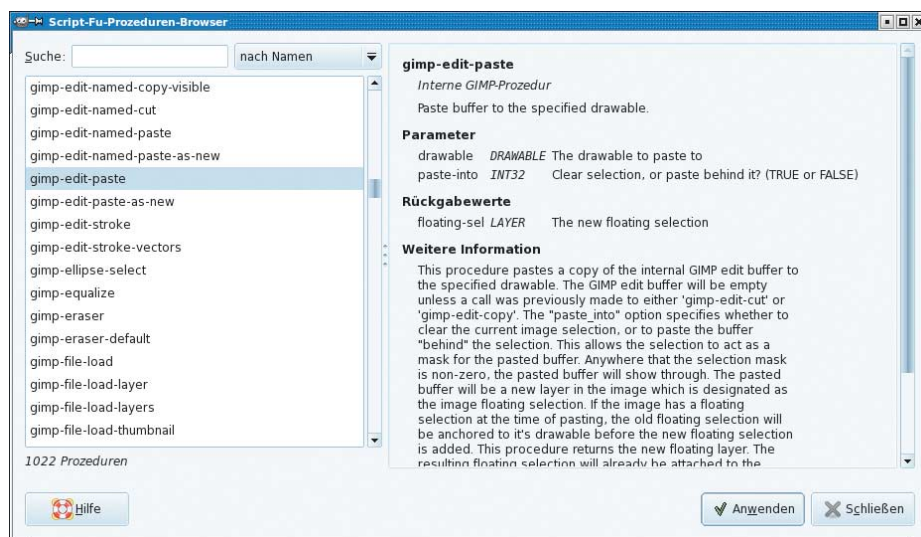 Script-Fu-Prozeduren-Browser
Suche:
nach Namen
gimp-edit-named-copy-visible
gimp-edit-named-cut
gimp-edit-named-paste
gimp-edit-named-paste-as-new
gimp-edit-paste
gimp-edit-paste-as-new
gimp-edit-stroke
gimp-edit-stroke-vectors
gimp-ellipse-select
gimp-equalize
gimp-eraser
gimp-eraser-default
gimp-file-load
gimp-file-load-layer
gimp-file-load-layers
gimp-file-load-thumbnail
1022 Prozeduren
gimp-edit-paste
Interne GIMP-Prozedur
Paste buffer to the specified drawable.
Parameter
drawable DRAWABLE The drawable to paste to
paste-into INT32 Clear selection, or paste behind it? (TRUE or FALSE)
Rückgabewerte
floating-sel LAYER The new floating selection
Weitere Information
This procedure pastes a copy of the internal GIMP edit buffer to
the specified drawable. The GIMP edit buffer will be empty
unless a call was previously made to either 'gimp-edit-cut' or
'gimp-edit-copy'. The "paste_into" option specifies whether to
clear the current image selection, or to paste the buffer
"behind" the selection. This allows the selection to act as a
mask for the pasted buffer. Anywhere that the selection mask
is non-zero, the pasted buffer will show through. The pasted
buffer will be a new layer in the image which is designated as
the image floating selection. If the image has a floating
selection at the time of pasting, the old floating selection will
be anchored to it's drawable before the new floating selection
is added. This procedure returns the new floating layer. The
resulting floating selection will already be attached to the
Hilfe
Anwenden
Schließen